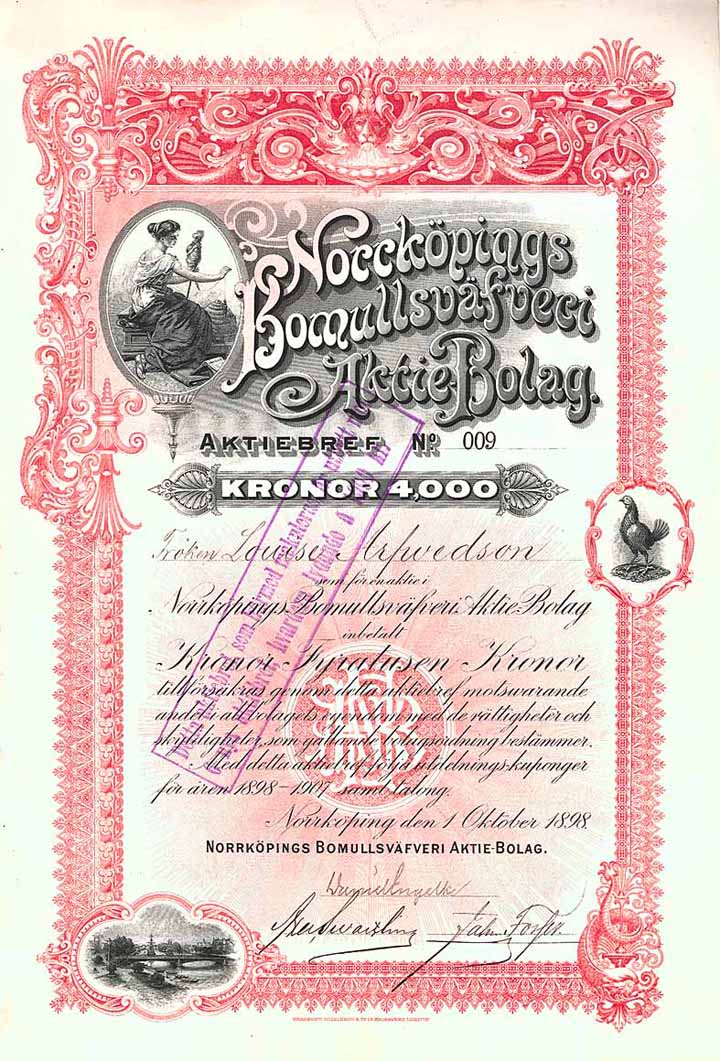 Norrköpings
Bomullsväfveri
Aktie-Bolag.
AKTIEBREF No 009
KRONOR 4,000
Fröken Louise Arfwedson
som för en aktie i
Norrköpings Bomullsväfveri Aktie-Bolag
inbetalt
Kronor Fyratusen Kronor
tillförsäkras genom detta aktiebref motswarande
andel i all bolagets egendom med de rättigheter och
skyldigheter, som gällande bolagsordning bestämmer.
Med detta aktiebref följa utdelnings-kuponger
för åren 1898-1907 samt talong.
Norrköping den 1 Oktober 1898.
NORRKÖPINGS BOMULLSVÄFVERI AKTIE-BOLAG.